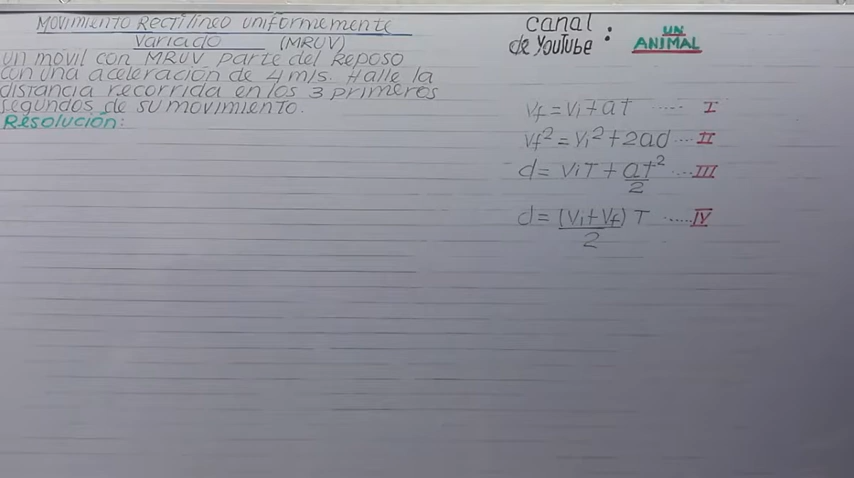 Movimiento Rectilíneo Uniformemente
Variado (MRUV)
un movil con MRUV parte del Reposo
con una aceleración de 4 m/s. Halle la
distancia recorrida en los 3 primeros
segundos de su movimiento.
Resolución:
canal :
de YouTube
UN
ANIMAL
Vf = Vi + aT ..... I
Vf² = Vi² + 2ad ... II
d = ViT + at²/2 ..... III
d = (Vi + Vf) T / 2 ...... IV